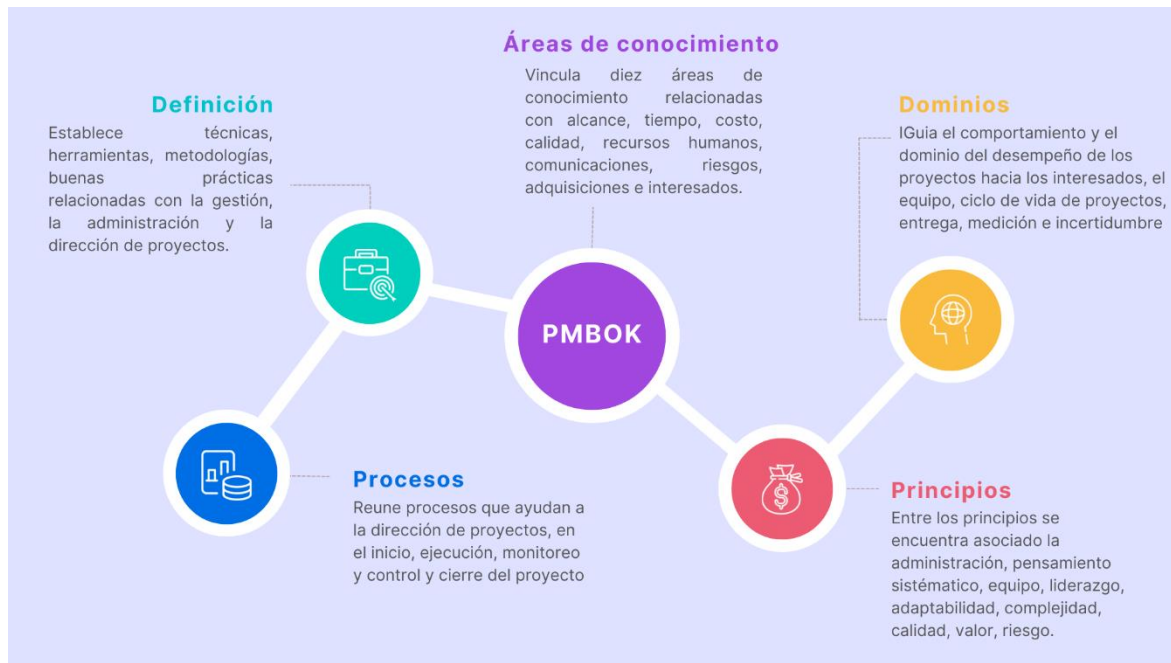 Áreas de conocimiento
Vincula diez áreas de
conocimiento relacionadas
con alcance, tiempo, costo,
calidad, recursos humanos,
comunicaciones, riesgos,
adquisiciones e interesados.
Definición
Establece técnicas,
herramientas, metodologías,
buenas prácticas
relacionadas con la gestión,
la administración y la
dirección de proyectos.
Dominios
IGuia el comportamiento y el
dominio del desempeño de los
proyectos hacia los interesados, el
equipo, ciclo de vida de proyectos,
entrega, medición e incertidumbre
PMBOK
Procesos
Reune procesos que ayudan a
la dirección de proyectos, en
el inicio, ejecución, monitoreo
y control y cierre del proyecto
$
Principios
Entre los principios se
encuentra asociado la
administración, pensamiento
sistématico, equipo, liderazgo,
adaptabilidad, complejidad,
calidad, valor, riesgo.